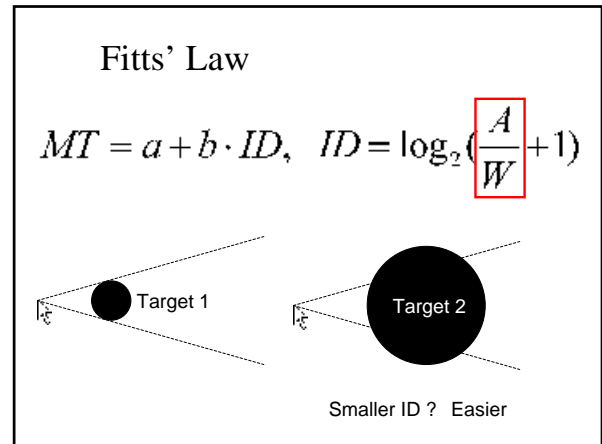 Fitts’ Law
MT = a + b · ID, ID = log₂(A/W + 1)
Target 1
Target 2
Smaller ID ? Easier